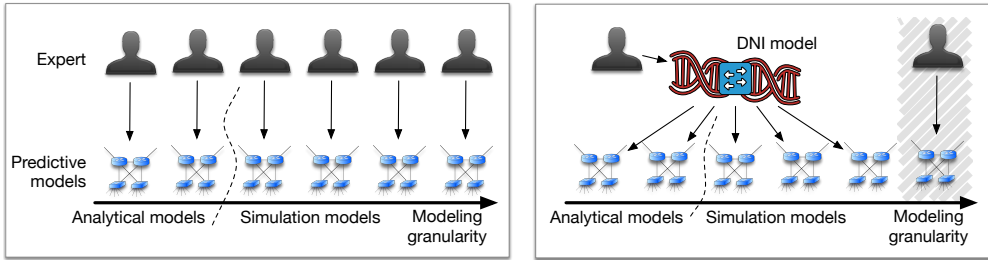 Expert
Predictive
models
Analytical models
Simulation models
Modeling
granularity
DNI model
Analytical models
Simulation models
Modeling
granularity